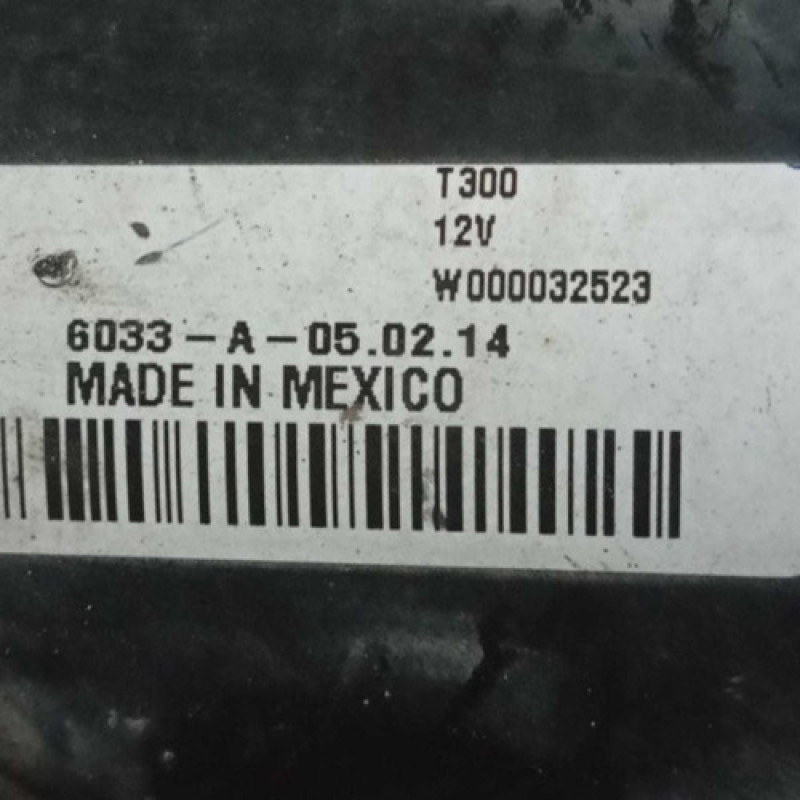 T300
12V
W000032523
6033-A-05.02.14
MADE IN MEXICO